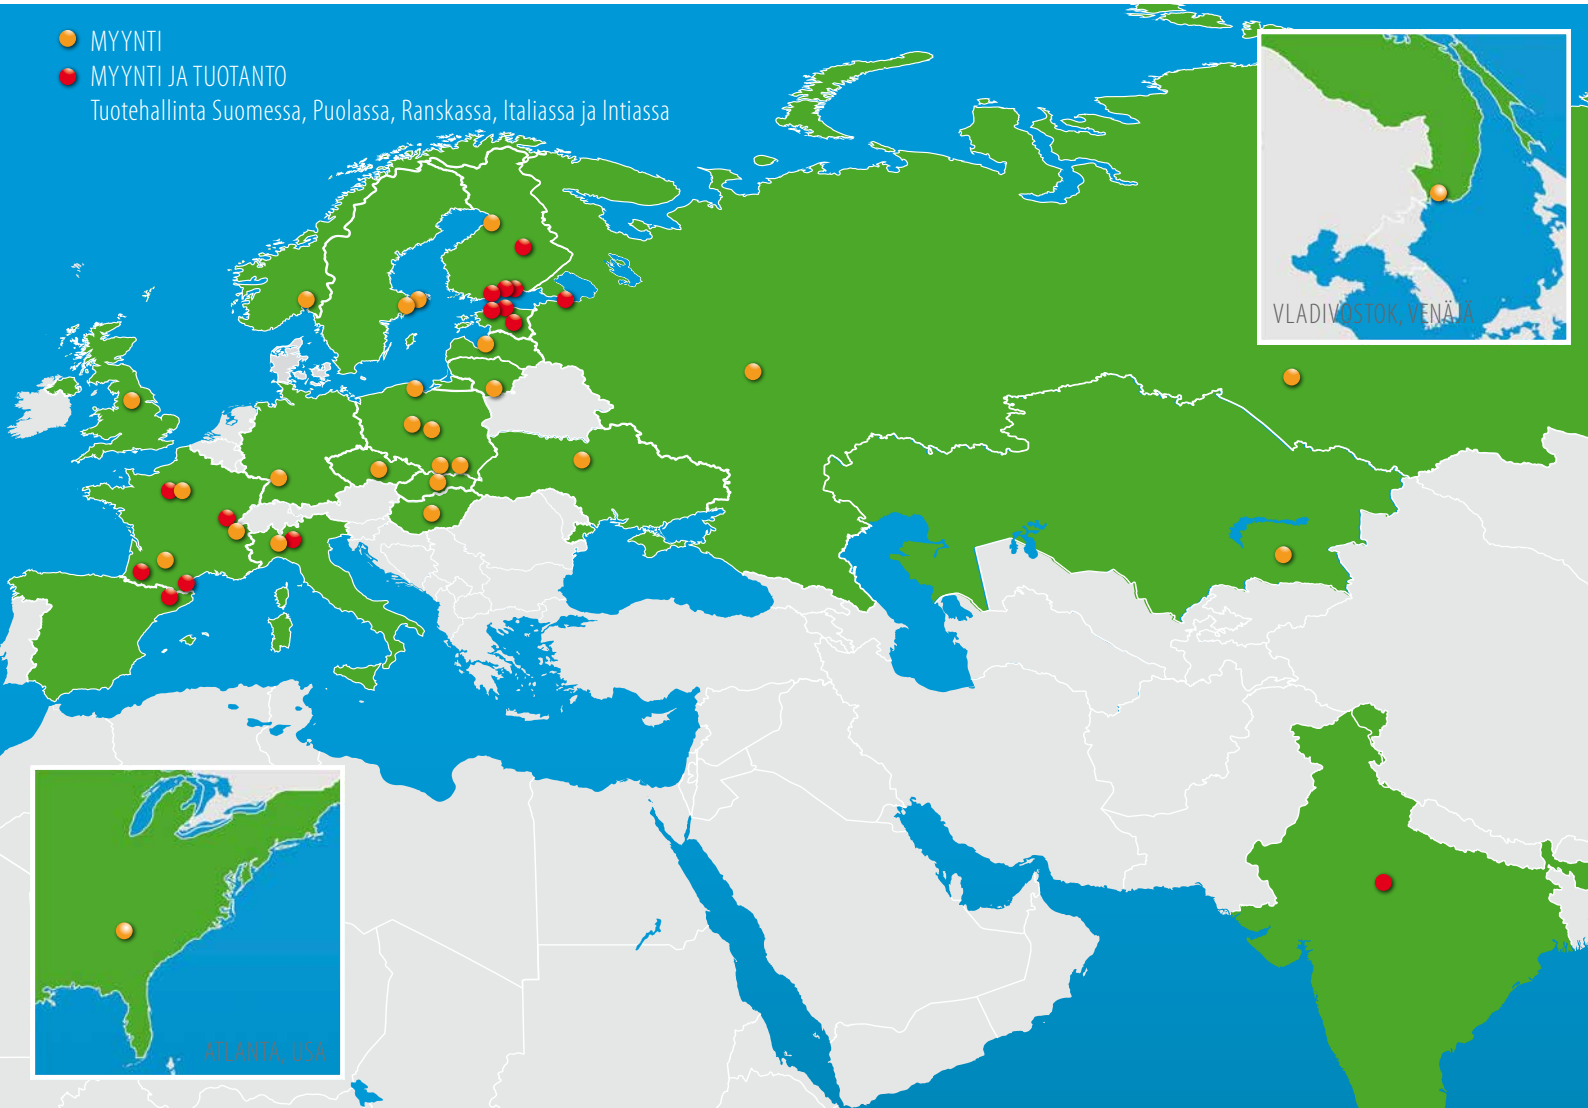 MYYNTI
MYYNTI JA TUOTANTO
Tuotehallinta Suomessa, Puolassa, Ranskassa, Italiassa ja Intiassa
VLADIVOSTOK, VENÄJÄ
ATLANTA, USA